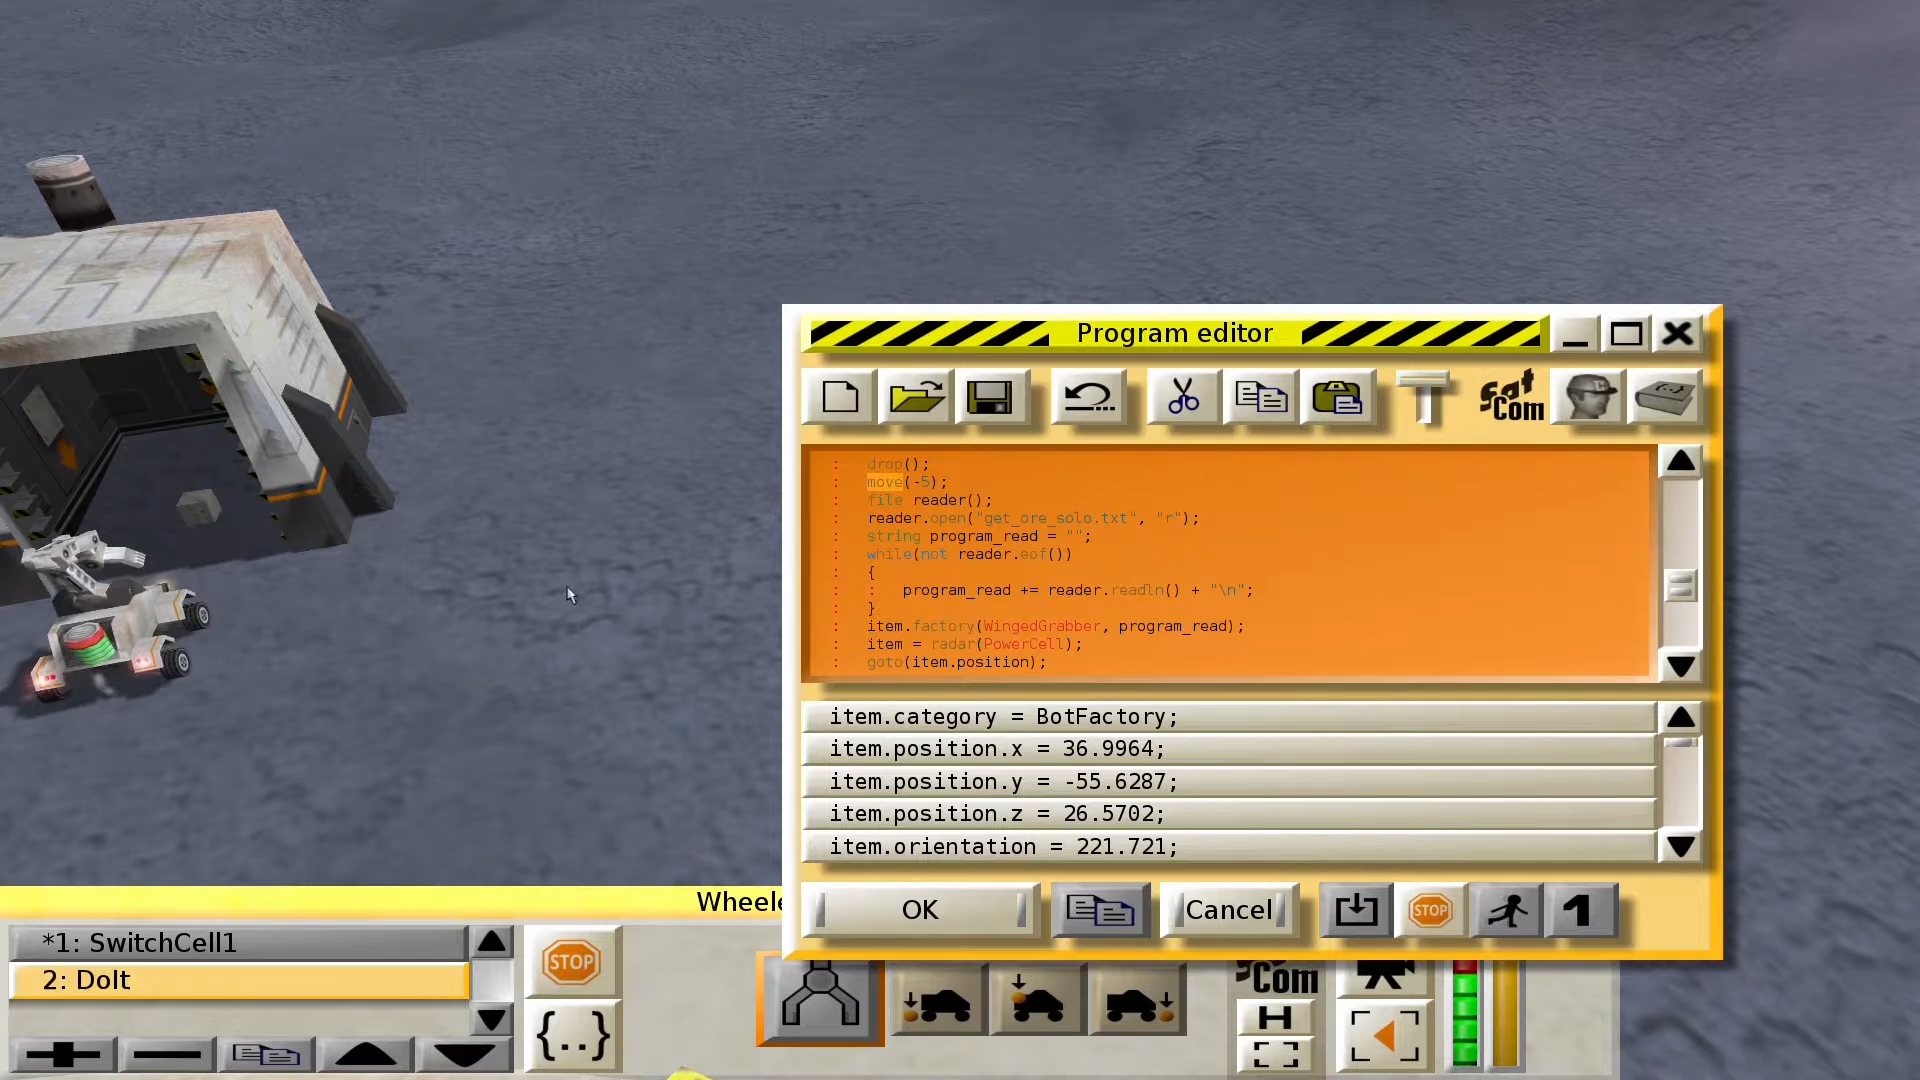 Program editor
Sat
Com
drop();
move(-5);
file reader();
reader.open("get_ore_solo.txt", "r");
string program_read = "";
while(not reader.eof())
{
program_read += reader.readln() + "\n";
}
item.factory(WingedGrabber, program_read);
item = radar(PowerCell);
goto(item.position);
item.category = BotFactory;
item.position.x = 36.9964;
item.position.y = -55.6287;
item.position.z = 26.5702;
item.orientation = 221.721;
OK
Cancel
STOP
1
Wheele
*1: SwitchCell1
2: DoIt
STOP
{..}
Sat
Com
H